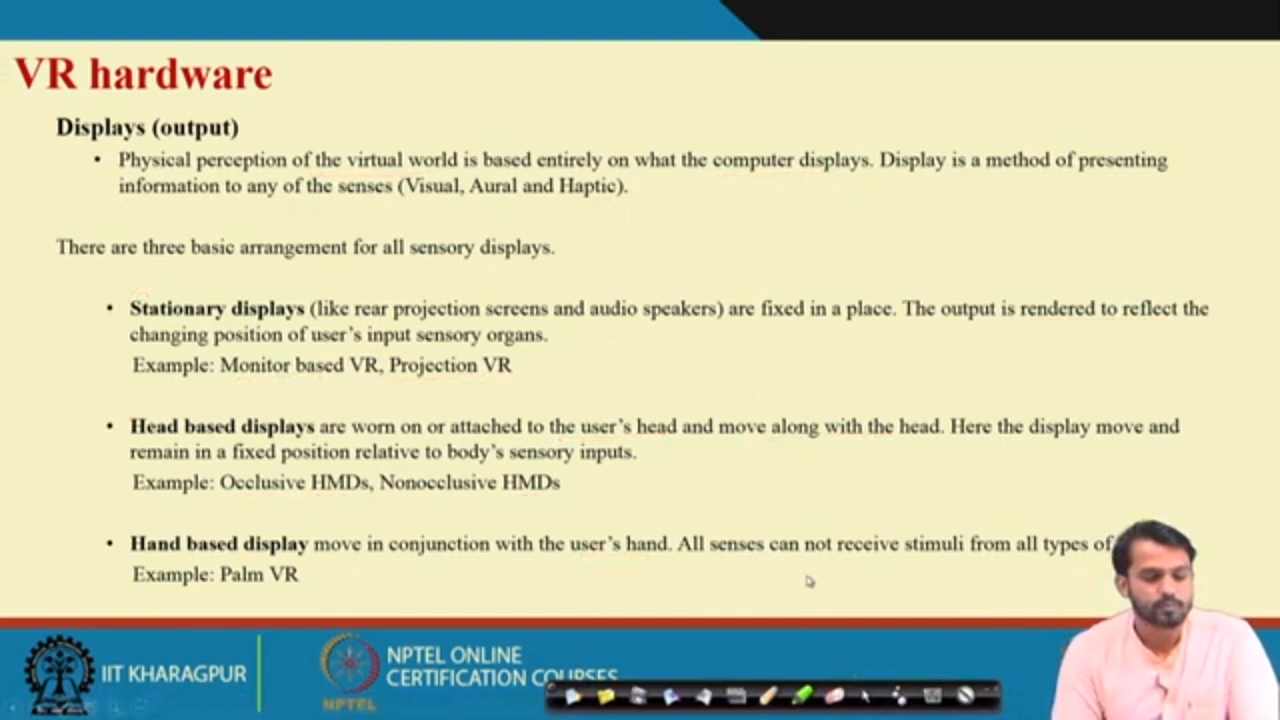 VR hardware
Displays (output)
• Physical perception of the virtual world is based entirely on what the computer displays. Display is a method of presenting
information to any of the senses (Visual, Aural and Haptic).
There are three basic arrangement for all sensory displays.
• Stationary displays (like rear projection screens and audio speakers) are fixed in a place. The output is rendered to reflect the
changing position of user's input sensory organs.
Example: Monitor based VR, Projection VR
• Head based displays are worn on or attached to the user's head and move along with the head. Here the display move and
remain in a fixed position relative to body's sensory inputs.
Example: Occlusive HMDs, Nonocclusive HMDs
• Hand based display move in conjunction with the user's hand. All senses can not receive stimuli from all types of
Example: Palm VR
IIT KHARAGPUR
NPTEL
NPTEL ONLINE
CERTIFICATION COURSES